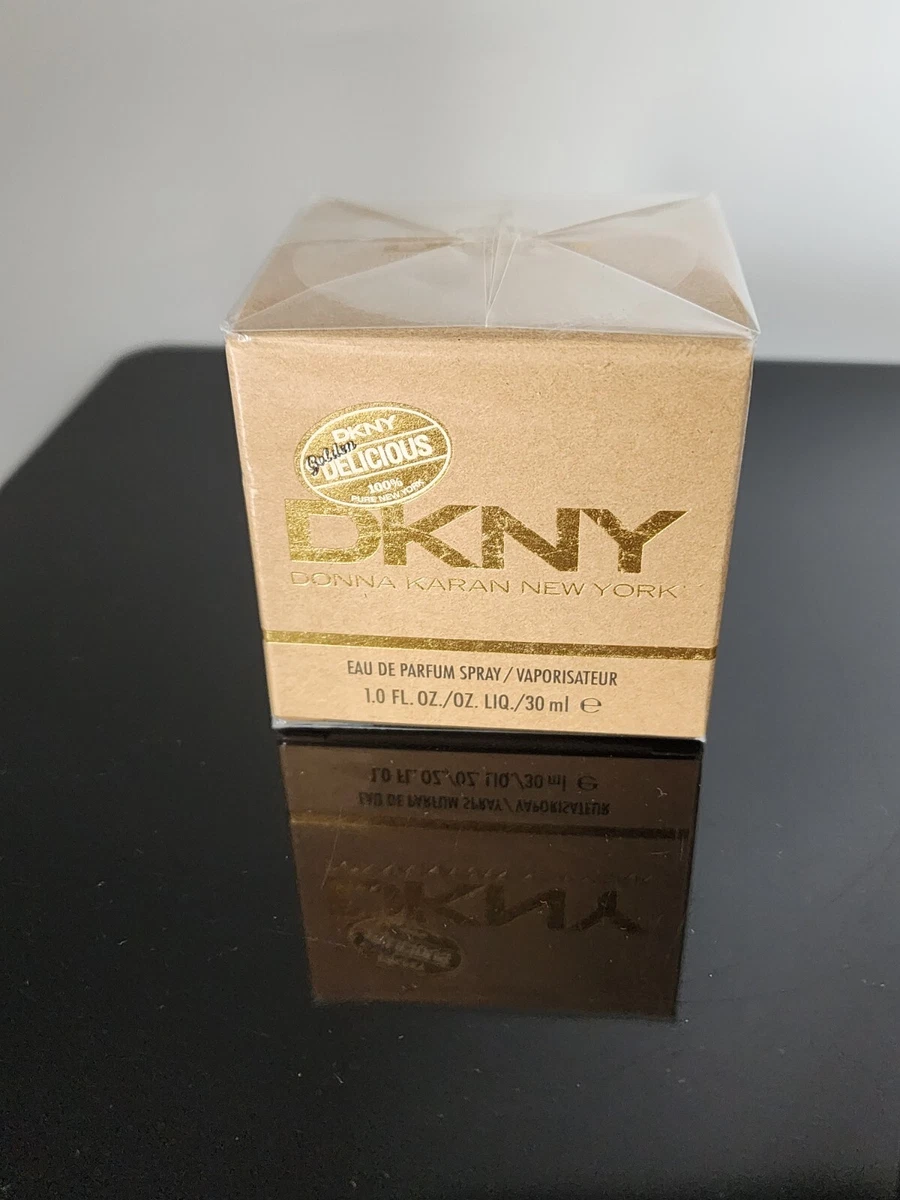 DKNY
Golden
DELICIOUS
100%
PURE NEW YORK
DKNY
DONNA KARAN NEW YORK
EAU DE PARFUM SPRAY / VAPORISATEUR
1.0 FL. OZ./OZ. LIQ./30 ml ℮